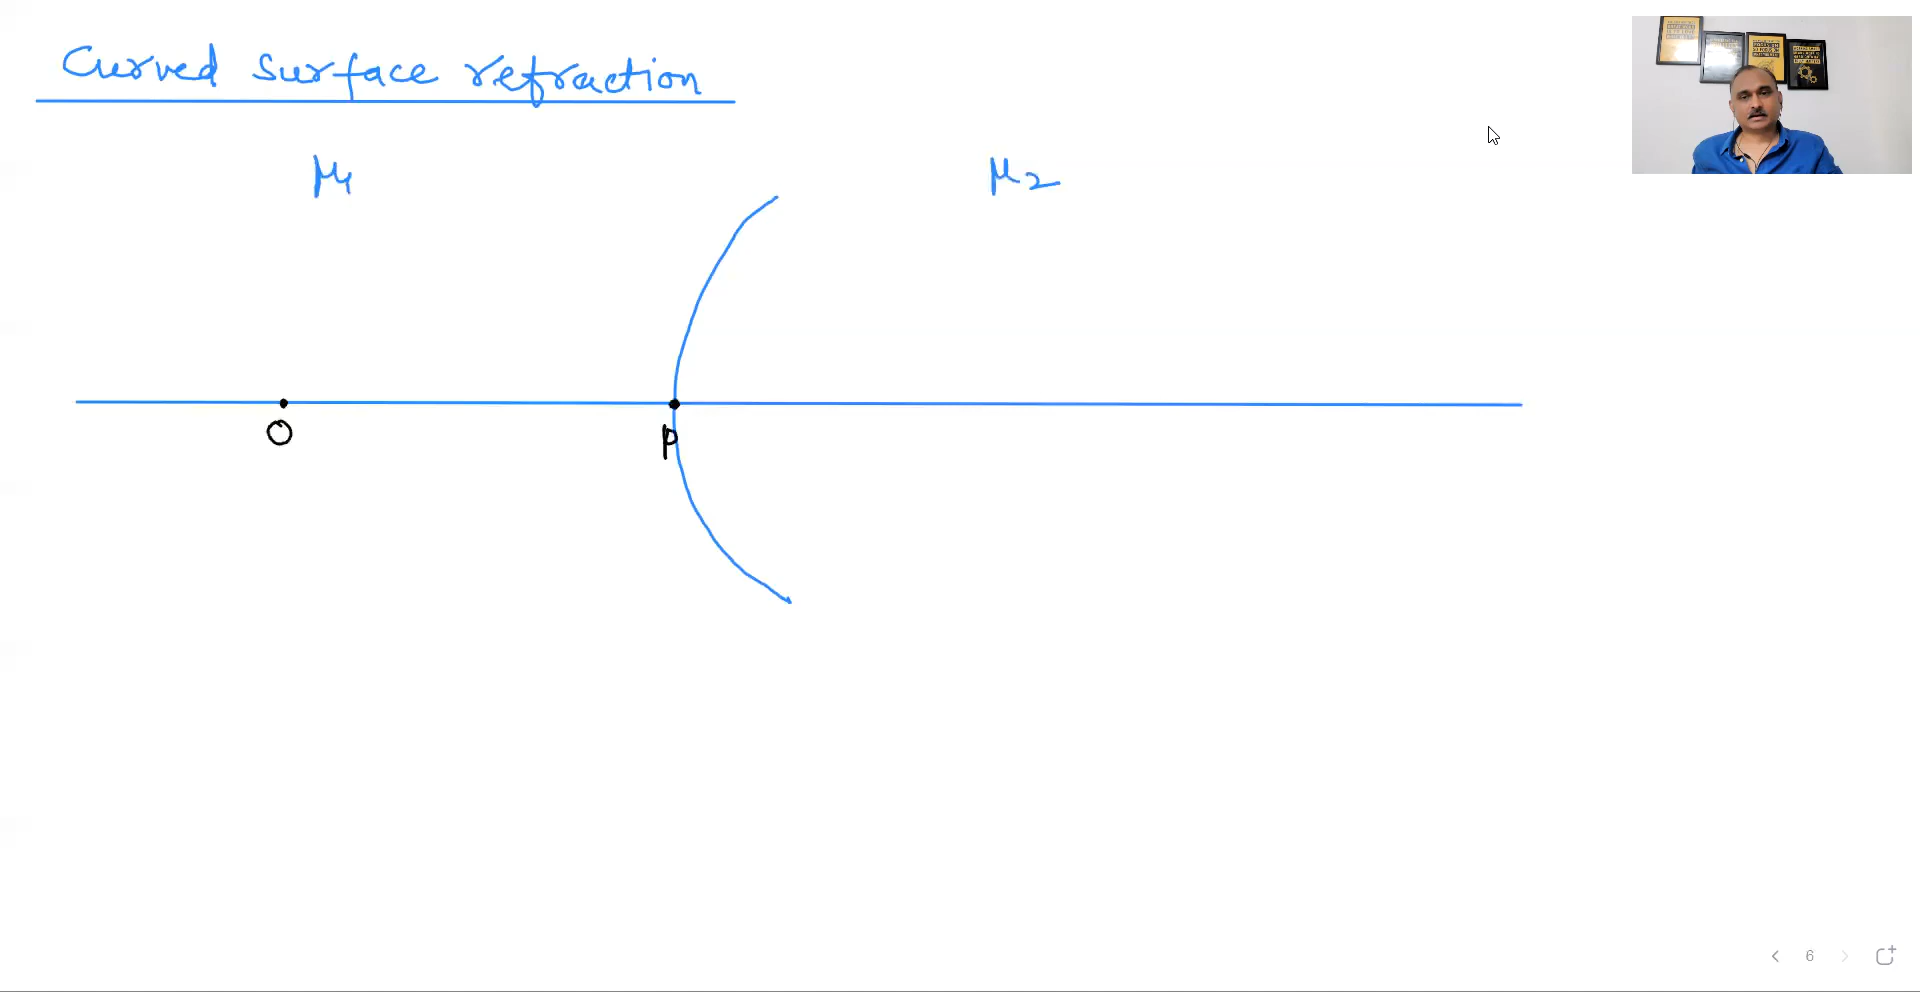 Curved surface refraction
μ1 μ2
O P
6